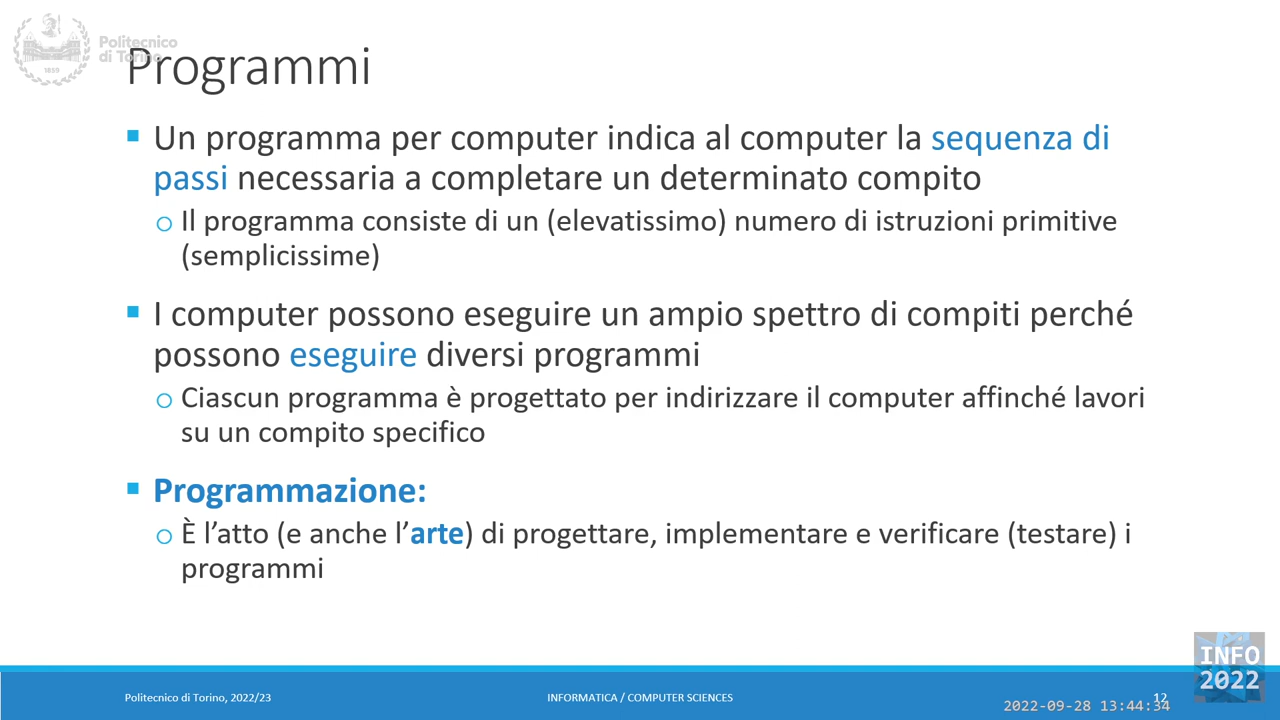 Politecnico
di Torino
1859
Programmi
Un programma per computer indica al computer la sequenza di
passi necessaria a completare un determinato compito
Il programma consiste di un (elevatissimo) numero di istruzioni primitive
(semplicissime)
I computer possono eseguire un ampio spettro di compiti perché
possono eseguire diversi programmi
Ciascun programma è progettato per indirizzare il computer affinché lavori
su un compito specifico
Programmazione:
È l’atto (e anche l’arte) di progettare, implementare e verificare (testare) i
programmi
INFO
2022
Politecnico di Torino, 2022/23
INFORMATICA / COMPUTER SCIENCES
12
2022-09-28 13:44:34